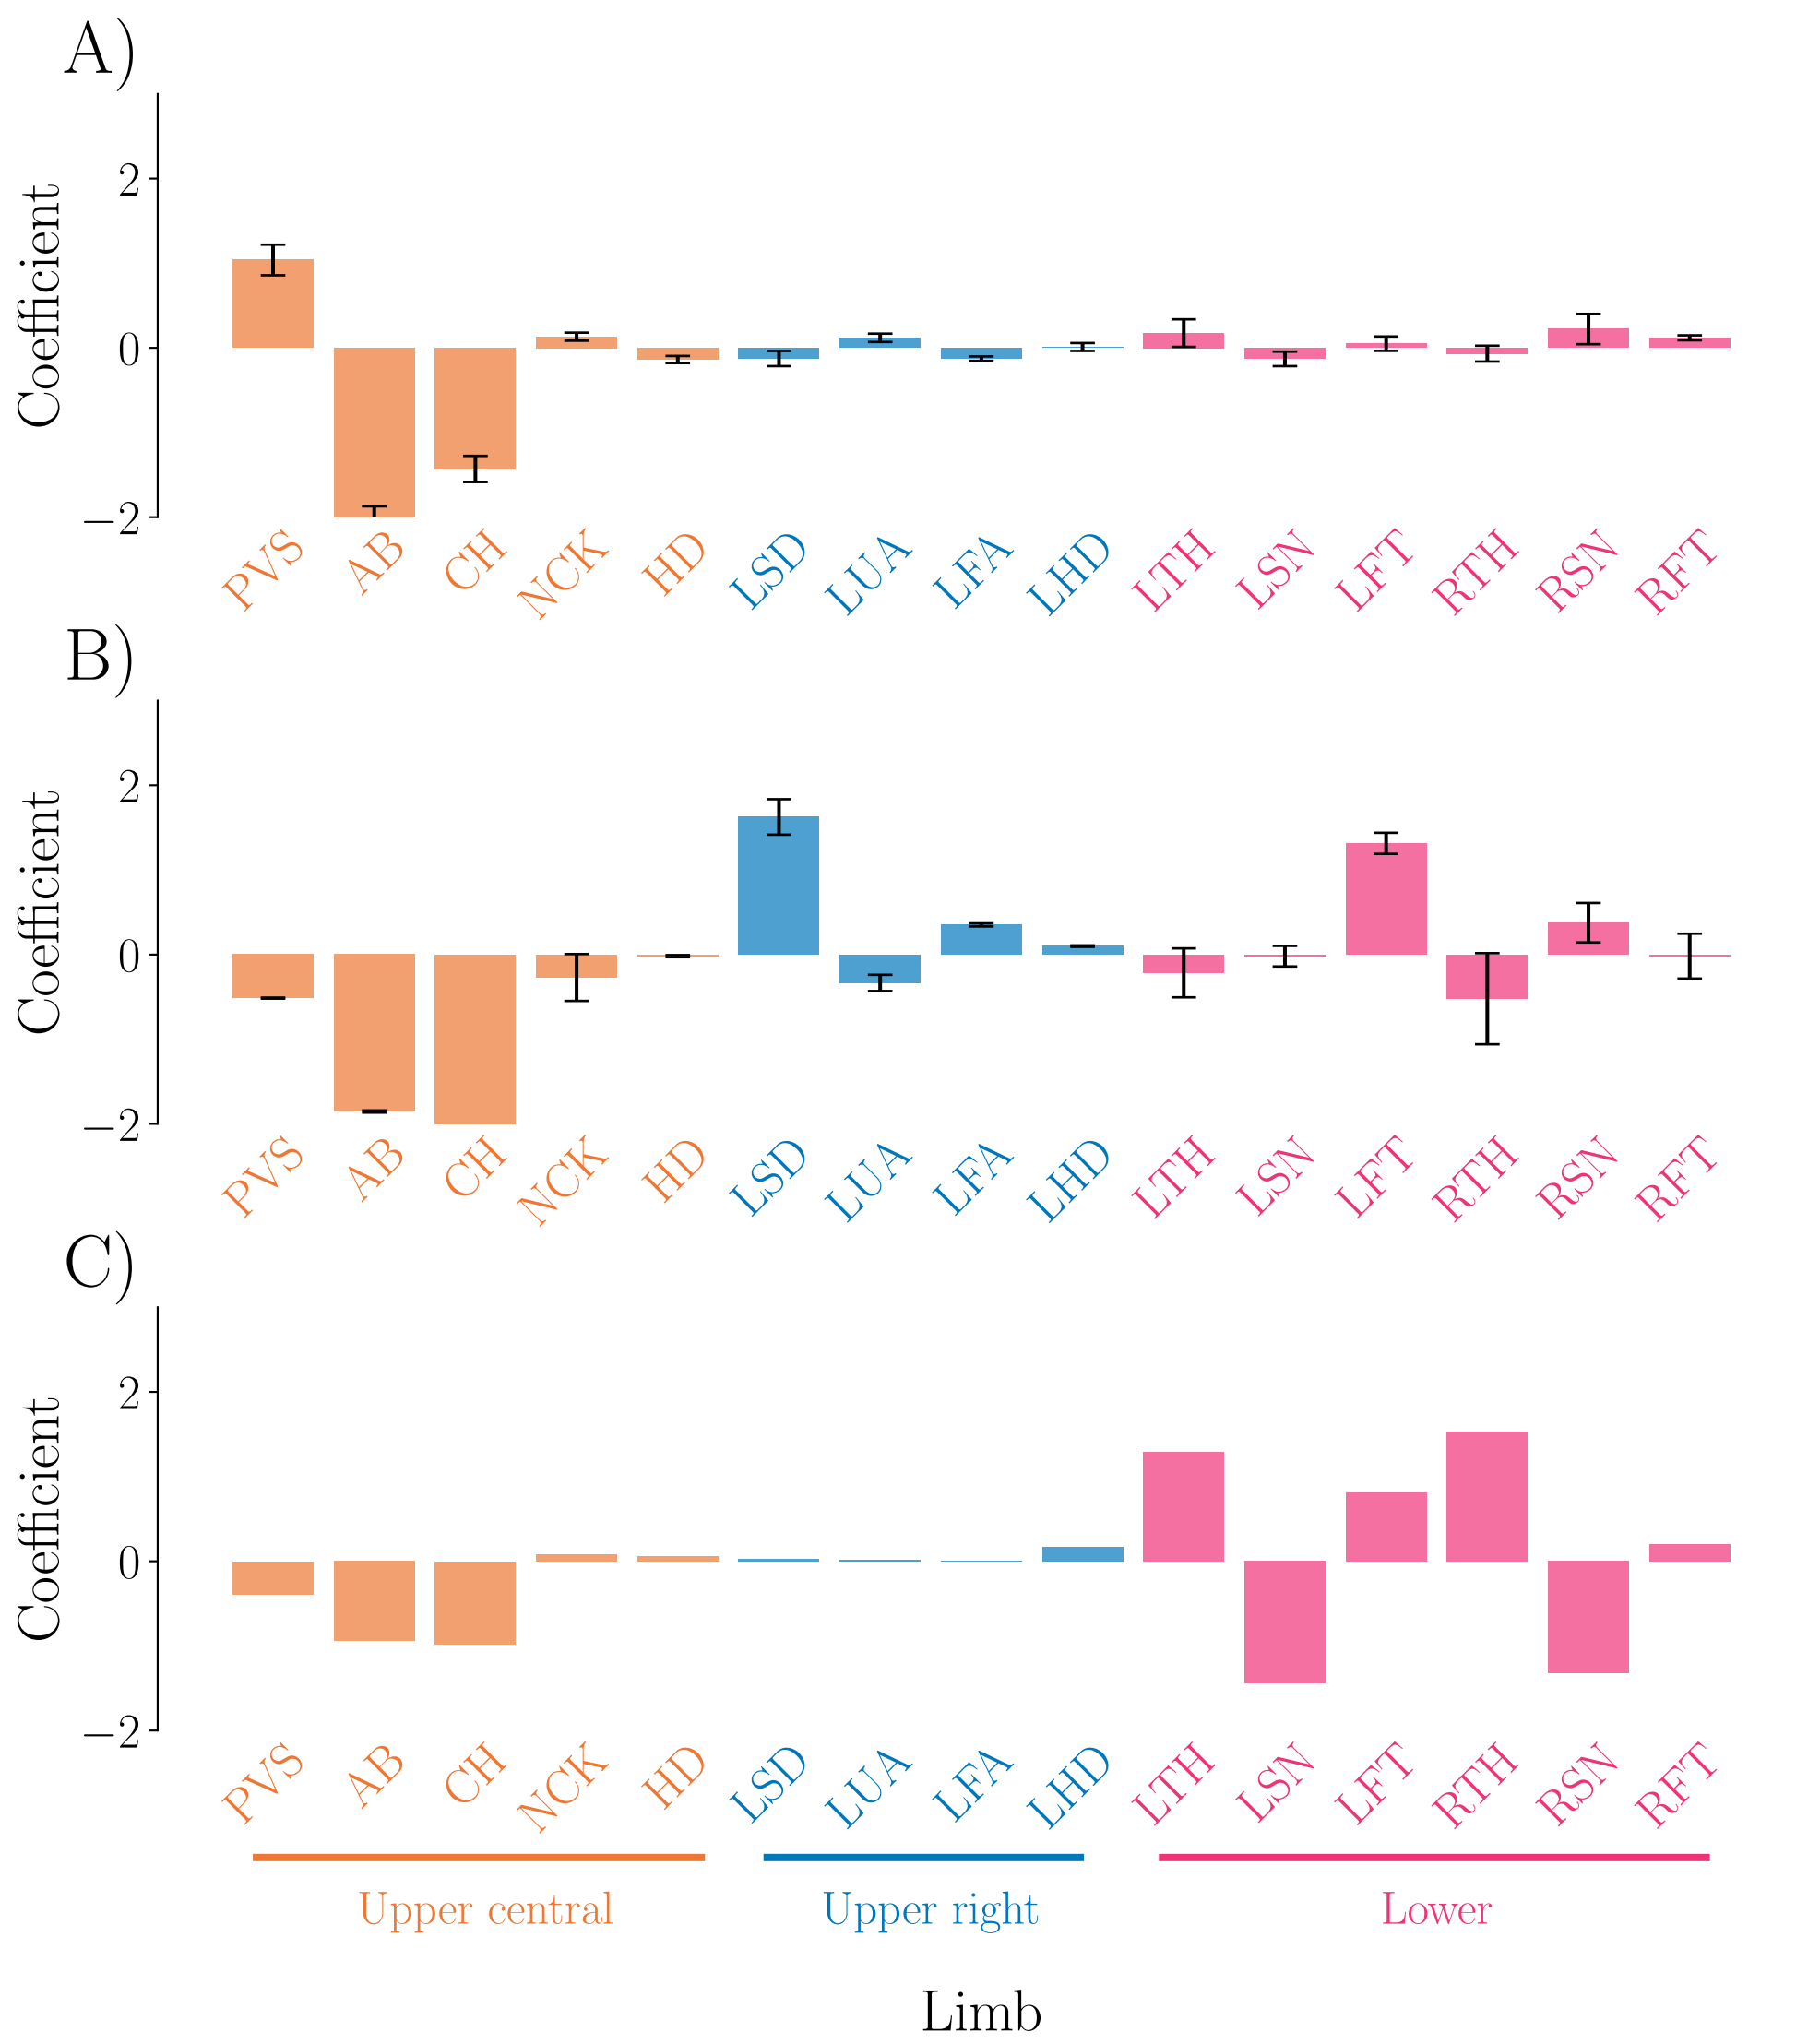 A)
Coefficient
2
0
−2
PVS AB CH NCK HD LSD LUA LFA LHD LTH LSN LFT RTH RSN RFT
B)
Coefficient
2
0
−2
PVS AB CH NCK HD LSD LUA LFA LHD LTH LSN LFT RTH RSN RFT
C)
Coefficient
2
0
−2
PVS AB CH NCK HD LSD LUA LFA LHD LTH LSN LFT RTH RSN RFT
Upper central Upper right Lower
Limb